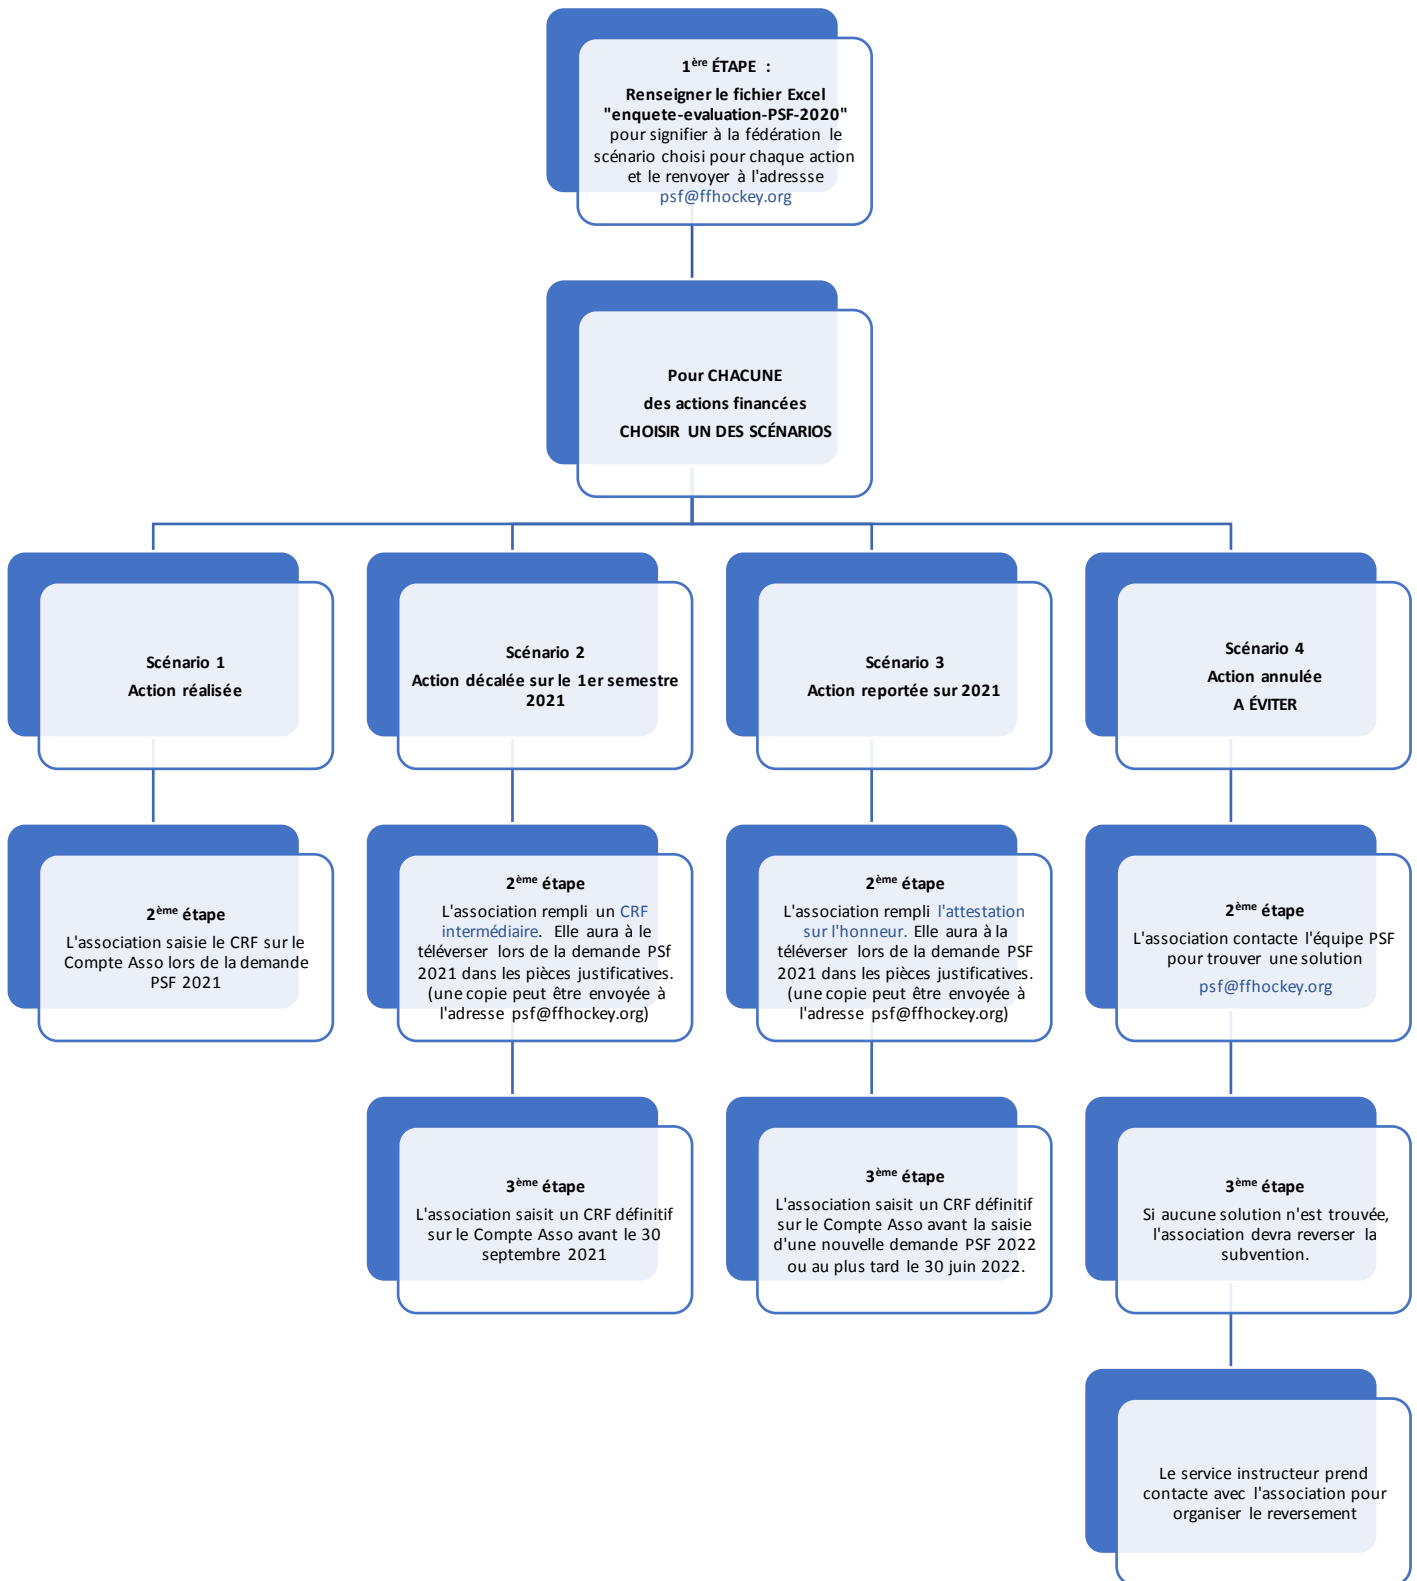 1ère ÉTAPE :
Renseigner le fichier Excel
"enquete-evaluation-PSF-2020"
pour signifier à la fédération le
scénario choisi pour chaque action
et le renvoyer à l'adressse
psf@ffhockey.org
Pour CHACUNE
des actions financées
CHOISIR UN DES SCÉNARIOS
Scénario 1
Action réalisée
Scénario 2
Action décalée sur le 1er semestre
2021
Scénario 3
Action reportée sur 2021
Scénario 4
Action annulée
A ÉVITER
2ème étape
L'association saisie le CRF sur le
Compte Asso lors de la demande
PSF 2021
2ème étape
L'association rempli un CRF
intermédiaire. Elle aura à le
téléverser lors de la demande PSf
2021 dans les pièces justificatives.
(une copie peut être envoyée à
l'adresse psf@ffhockey.org)
2ème étape
L'association rempli l'attestation
sur l'honneur. Elle aura à la
téléverser lors de la demande PSF
2021 dans les pièces justificatives.
(une copie peut être envoyée à
l'adresse psf@ffhockey.org)
2ème étape
L'association contacte l'équipe PSF
pour trouver une solution
psf@ffhockey.org
3ème étape
L'association saisit un CRF définitif
sur le Compte Asso avant le 30
septembre 2021
3ème étape
L'association saisit un CRF définitif
sur le Compte Asso avant la saisie
d'une nouvelle demande PSF 2022
ou au plus tard le 30 juin 2022.
3ème étape
Si aucune solution n'est trouvée,
l'association devra reverser la
subvention.
Le service instructeur prend
contacte avec l'association pour
organiser le reversement